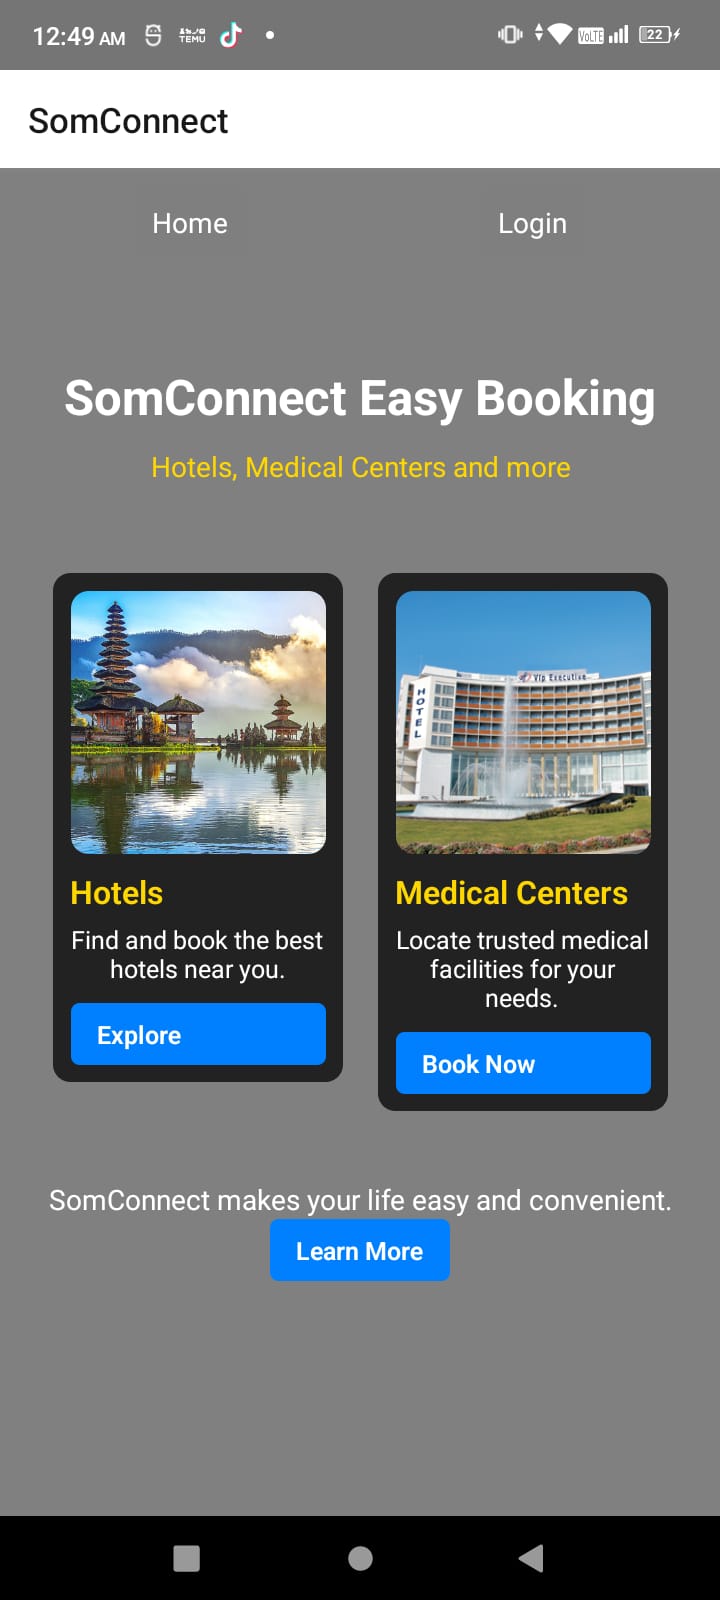 12:49 AM TEMU VoLTE 22
SomConnect
Home Login
SomConnect Easy Booking
Hotels, Medical Centers and more
Vip Executive
HOTEL
Hotels
Find and book the best
hotels near you.
Explore
Medical Centers
Locate trusted medical
facilities for your
needs.
Book Now
SomConnect makes your life easy and convenient.
Learn More